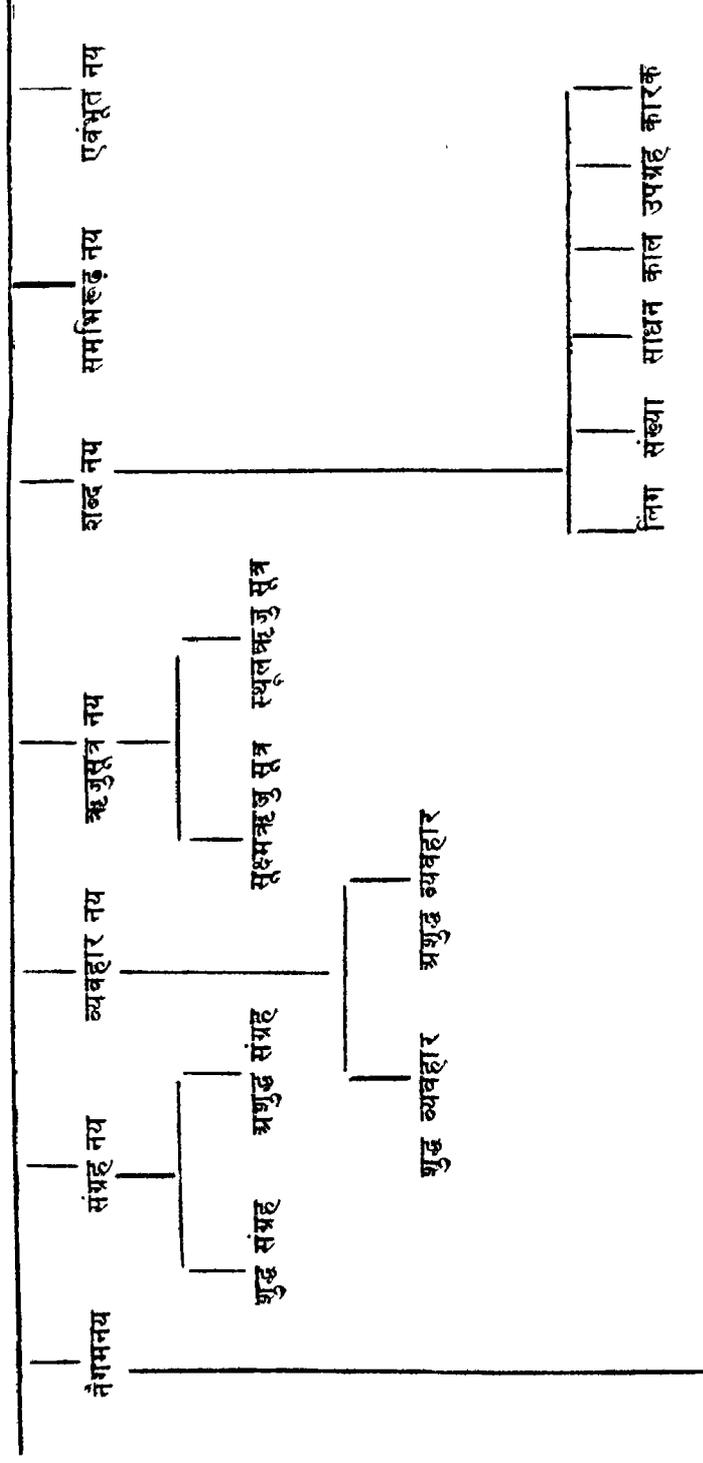 नैगमनय संग्रह नय व्यवहार नय ऋजुसूत्र नय शब्द नय समभिरूढ़ नय एवंभूत नय
शुद्ध संग्रह अशुद्ध संग्रह सूक्ष्मऋजु सूत्र स्थूलऋजु सूत्र
शुद्ध व्यवहार अशुद्ध व्यवहार
लिंग संख्या साधन काल उपग्रह कारक